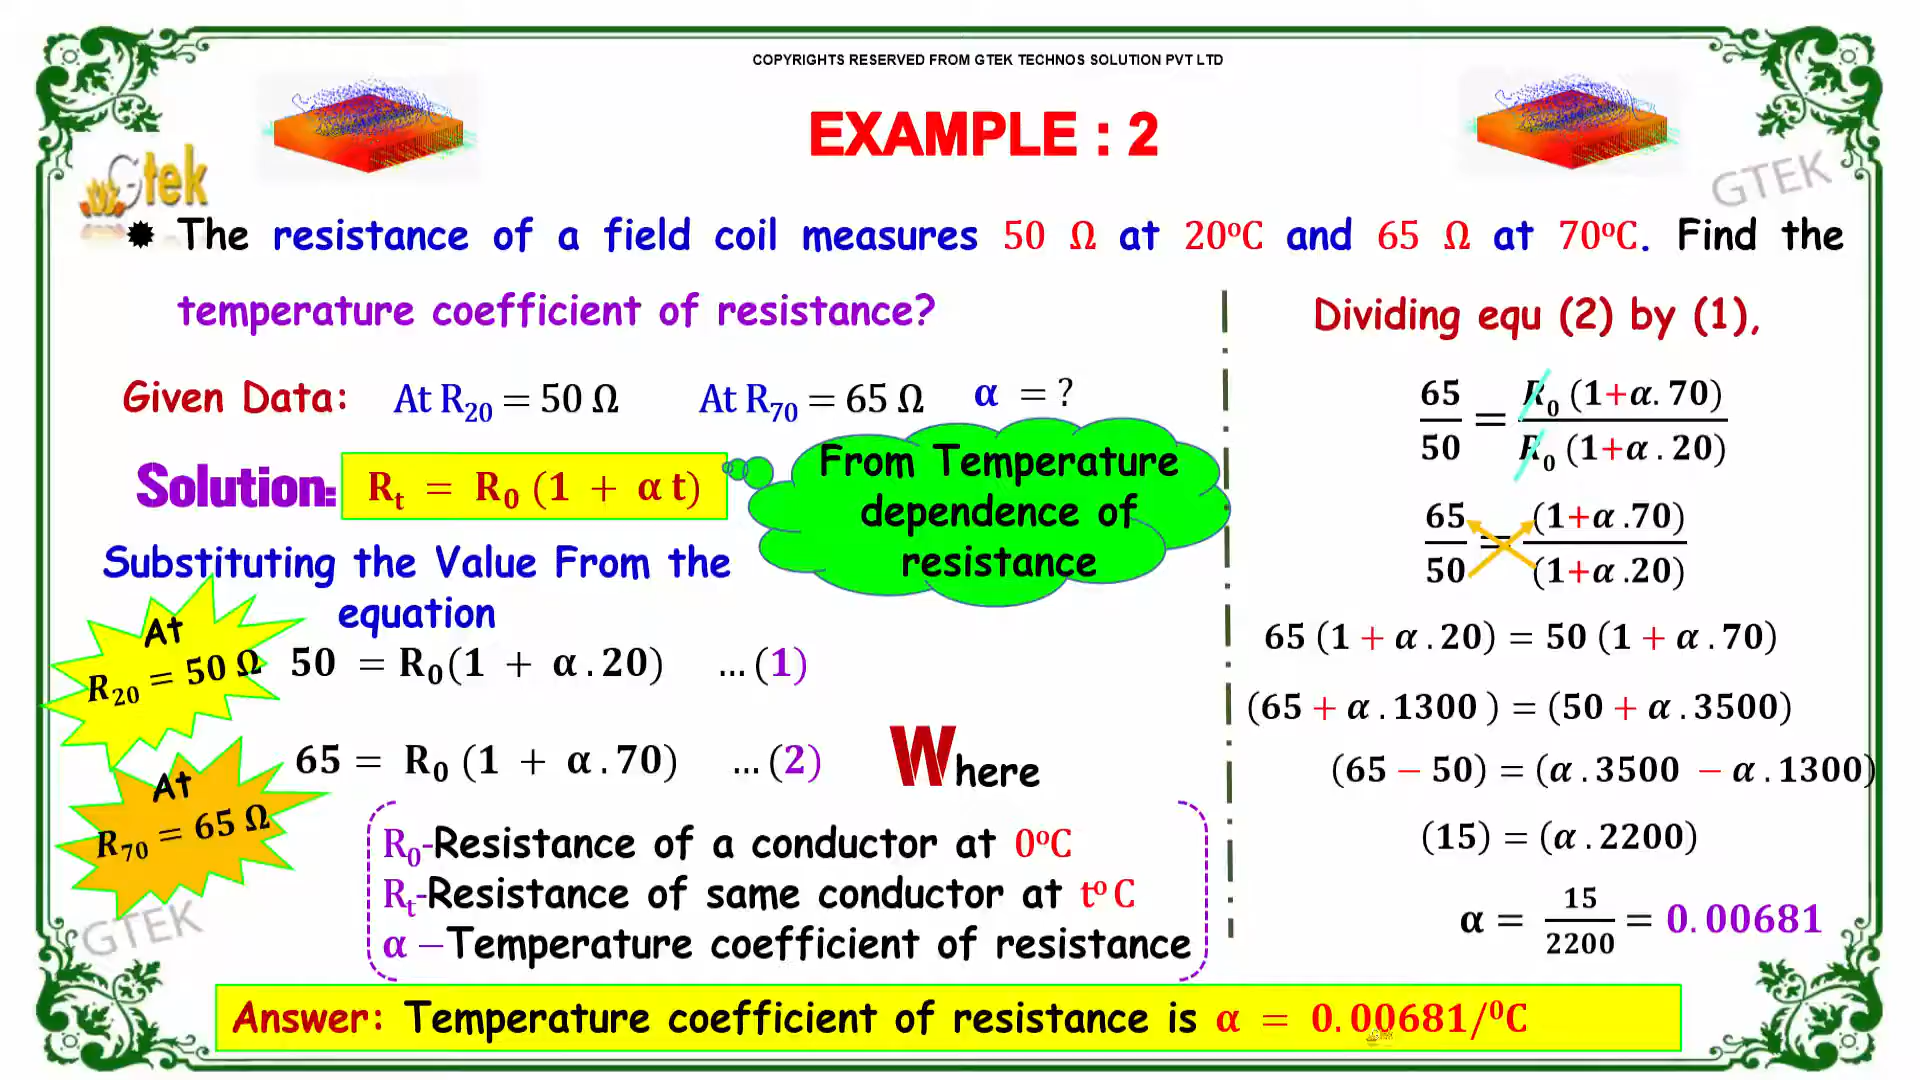 COPYRIGHTS RESERVED FROM GTEK TECHNOS SOLUTION PVT LTD
EXAMPLE : 2
Gtek
GTEK
✹ The resistance of a field coil measures 50 Ω at 20⁰C and 65 Ω at 70⁰C. Find the
temperature coefficient of resistance?
Given Data: At R₂₀ = 50 Ω At R₇₀ = 65 Ω α = ?
Solution: Rₜ = R₀ (1 + α t)
From Temperature
dependence of
resistance
Substituting the Value From the
equation
At
R₂₀ = 50 Ω
50 = R₀(1 + α . 20) ... (1)
At
R₇₀ = 65 Ω
65 = R₀ (1 + α . 70) ... (2)
Where
R₀-Resistance of a conductor at 0⁰C
Rₜ-Resistance of same conductor at t⁰ C
α –Temperature coefficient of resistance
Dividing equ (2) by (1),
65/50 = R₀ (1+α. 70)/R₀ (1+α . 20)
65/50 = (1+α .70)/(1+α .20)
65 (1 + α . 20) = 50 (1 + α . 70)
(65 + α . 1300 ) = (50 + α . 3500)
(65 − 50) = (α . 3500 − α . 1300)
(15) = (α . 2200)
α = 15/2200 = 0.00681
GTEK
Answer: Temperature coefficient of resistance is α = 0.00681/⁰C
Gtek